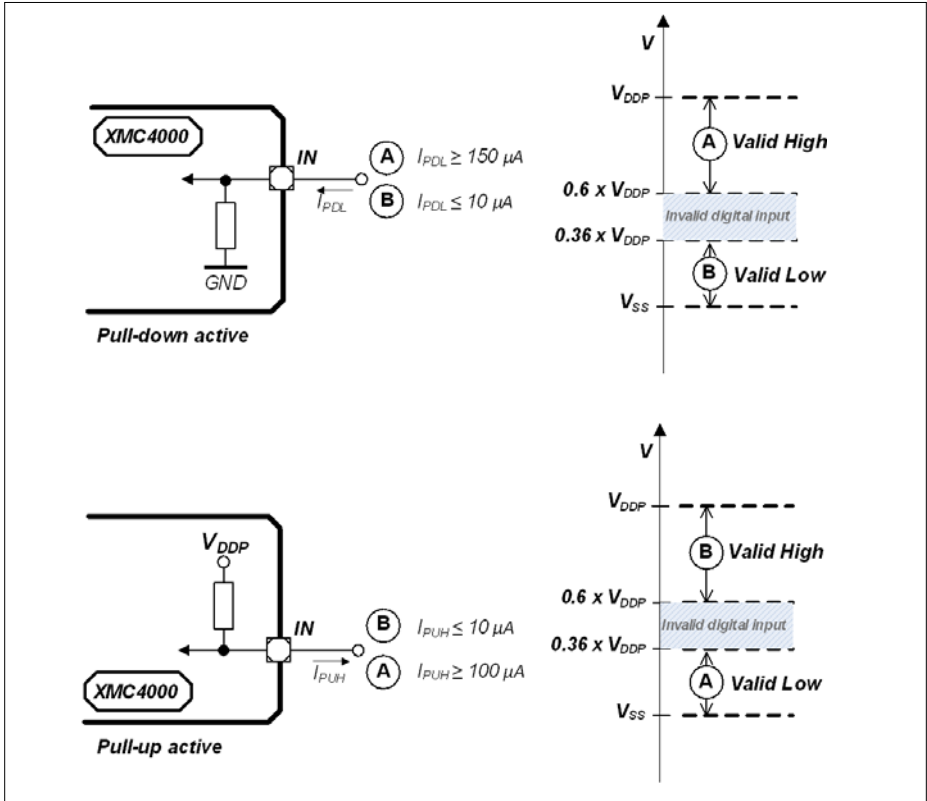 XMC4000
IN
A I_PDL ≥ 150 μA
I_PDL
B I_PDL ≤ 10 μA
GND
Pull-down active
V
V_DDP
A Valid High
0.6 x V_DDP
Invalid digital input
0.36 x V_DDP
B Valid Low
V_SS
V_DDP
IN
B I_PUH ≤ 10 μA
I_PUH
A I_PUH ≥ 100 μA
XMC4000
Pull-up active
V
V_DDP
B Valid High
0.6 x V_DDP
Invalid digital input
0.36 x V_DDP
A Valid Low
V_SS